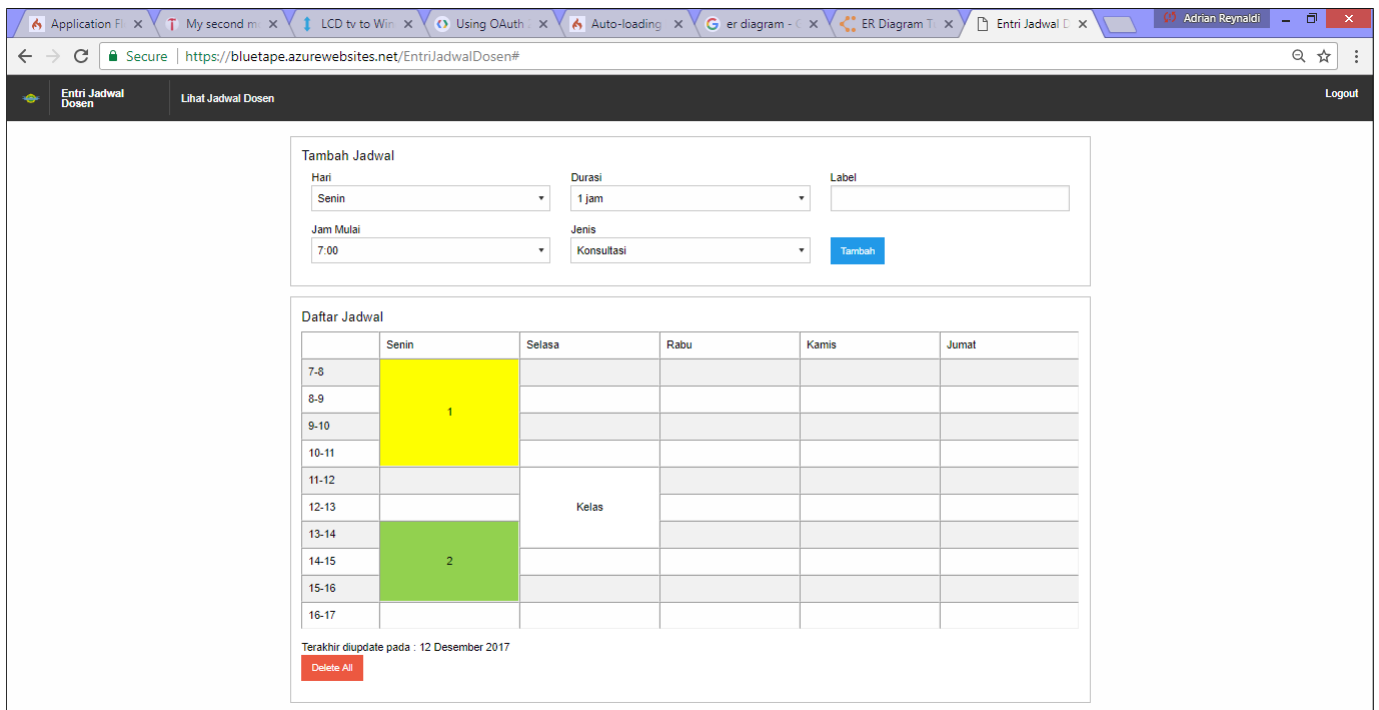 Application F
My second m
LCD tv to Win
Using OAuth
Auto-loading
er diagram -
ER Diagram T
Entri Jadwal D
Adrian Reynaldi
Secure https://bluetape.azurewebsites.net/EntriJadwalDosen#
Entri Jadwal
Dosen
Lihat Jadwal Dosen
Logout
Tambah Jadwal
Hari Durasi Label
Senin 1 jam
Jam Mulai Jenis
7:00 Konsultasi Tambah
Daftar Jadwal
Senin Selasa Rabu Kamis Jumat
7-8
8-9
1
9-10
10-11
11-12
12-13 Kelas
13-14
14-15 2
15-16
16-17
Terakhir diupdate pada : 12 Desember 2017
Delete All